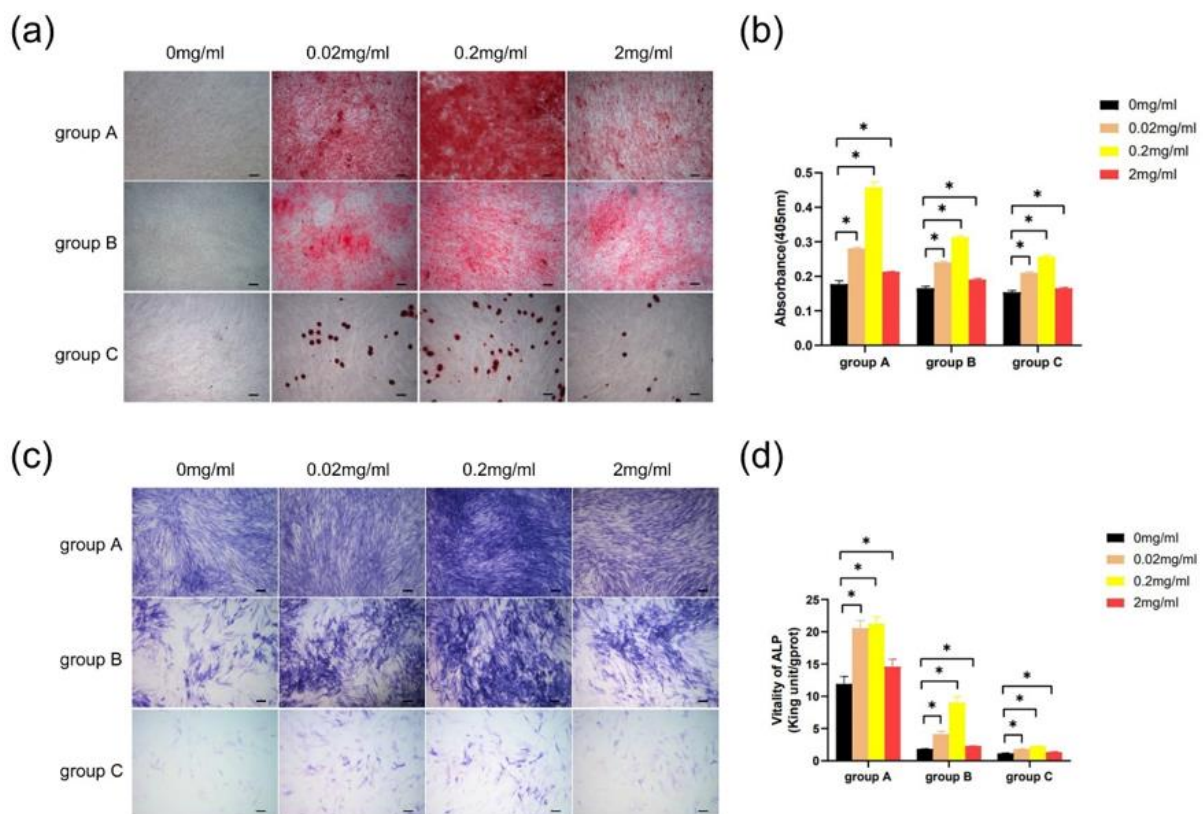 (a)
0mg/ml 0.02mg/ml 0.2mg/ml 2mg/ml
group A
group B
group C
(b)
0mg/ml
0.02mg/ml
0.2mg/ml
2mg/ml
* * *
* * *
* * *
Absorbance(405nm)
0.5
0.4
0.3
0.2
0.1
0.0
group A group B group C
(c)
0mg/ml 0.02mg/ml 0.2mg/ml 2mg/ml
group A
group B
group C
(d)
0mg/ml
0.02mg/ml
0.2mg/ml
2mg/ml
* * *
* * *
* * *
Vitality of ALP
(King unit/gprot)
25
20
15
10
5
0
group A group B group C